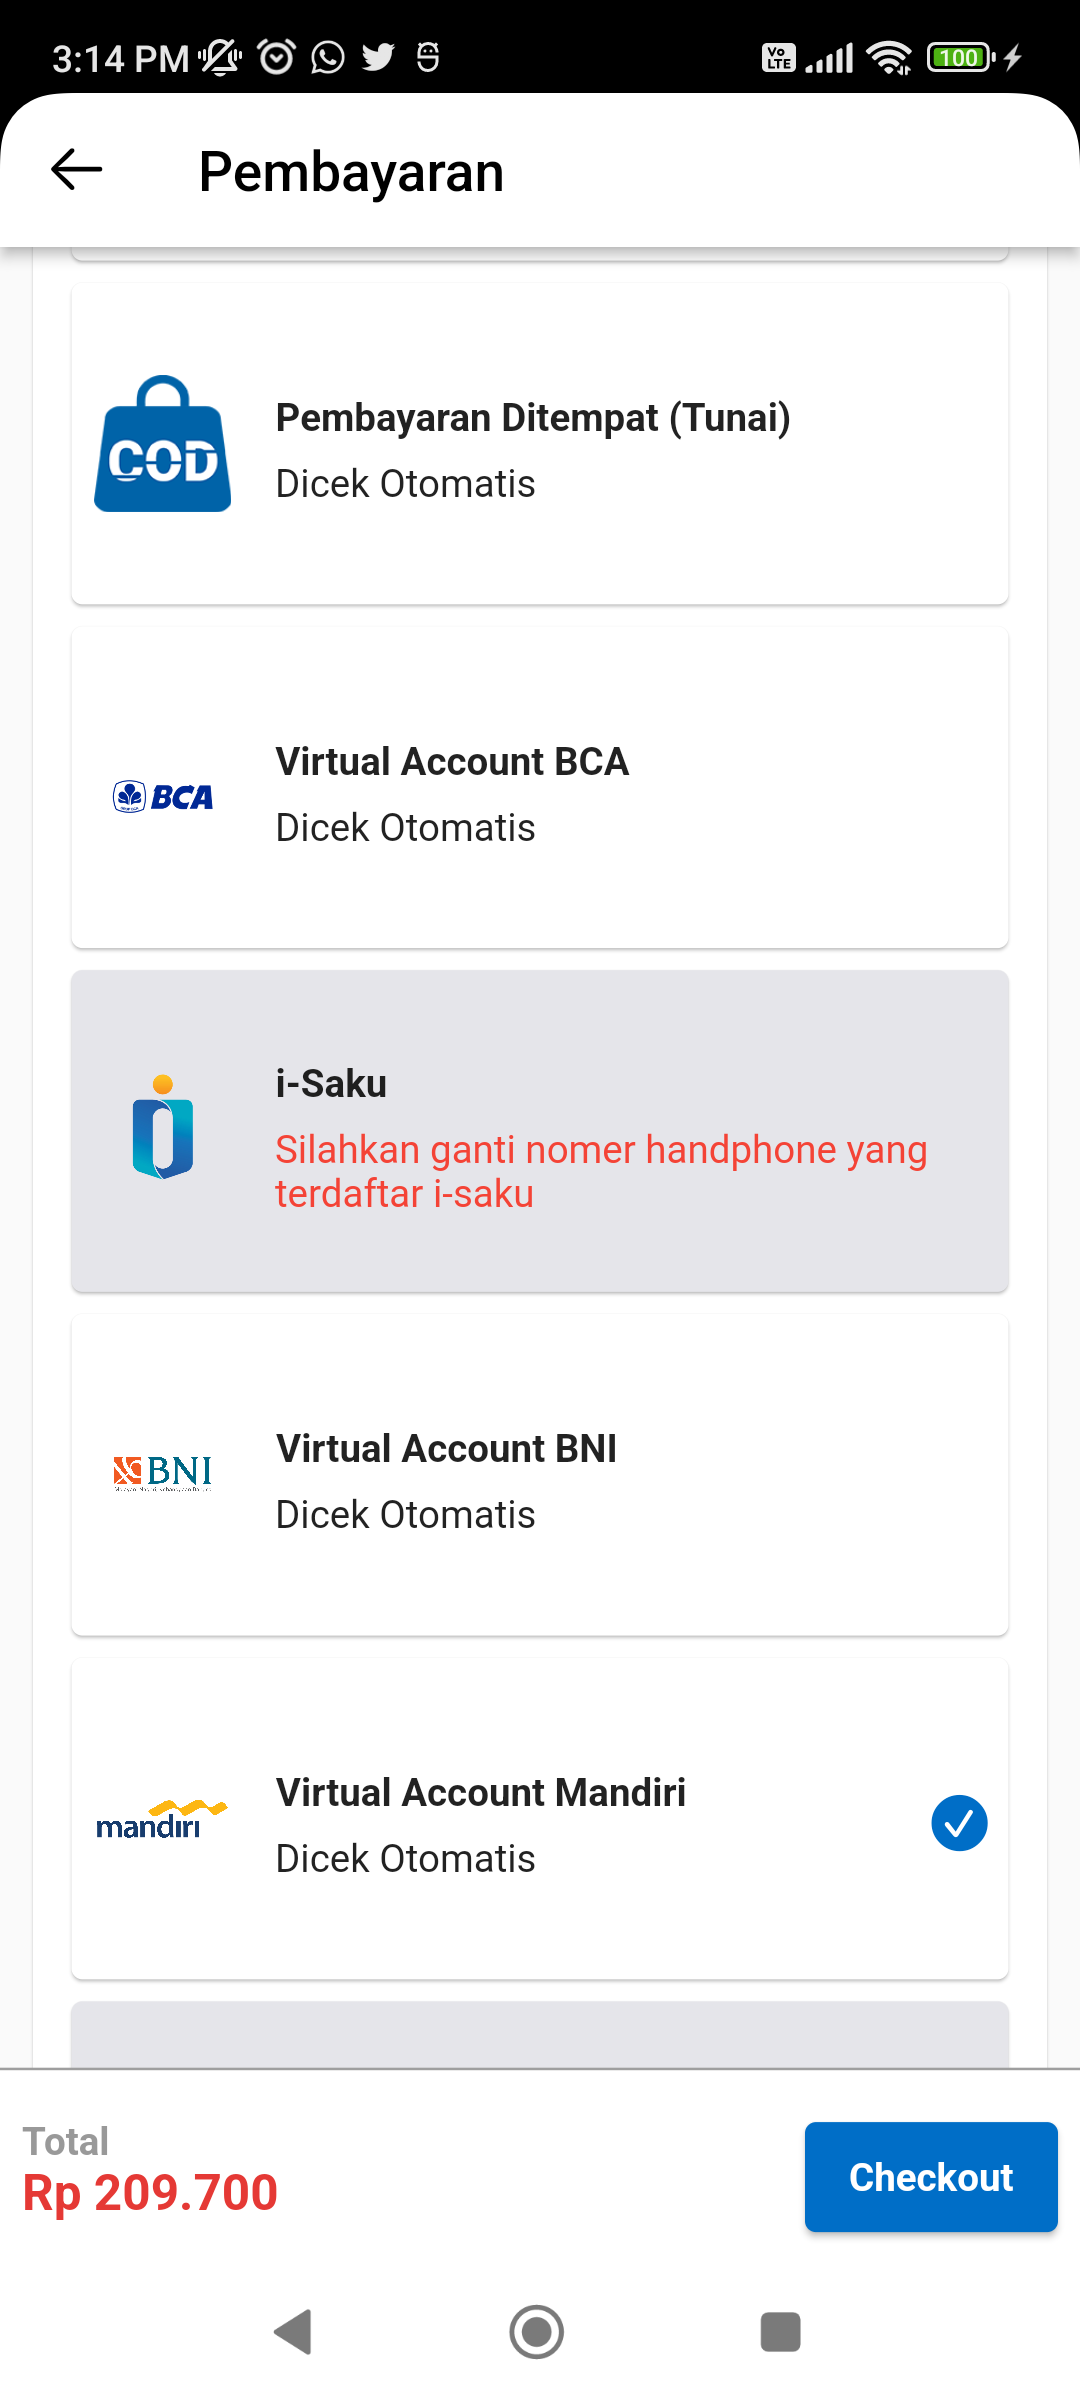 3:14 PM
Vo
LTE
100
Pembayaran
COD
Pembayaran Ditempat (Tunai)
Dicek Otomatis
BCA
Virtual Account BCA
Dicek Otomatis
i-Saku
Silahkan ganti nomer handphone yang
terdaftar i-saku
BNI
Virtual Account BNI
Dicek Otomatis
mandiri
Virtual Account Mandiri
Dicek Otomatis
Total
Rp 209.700
Checkout